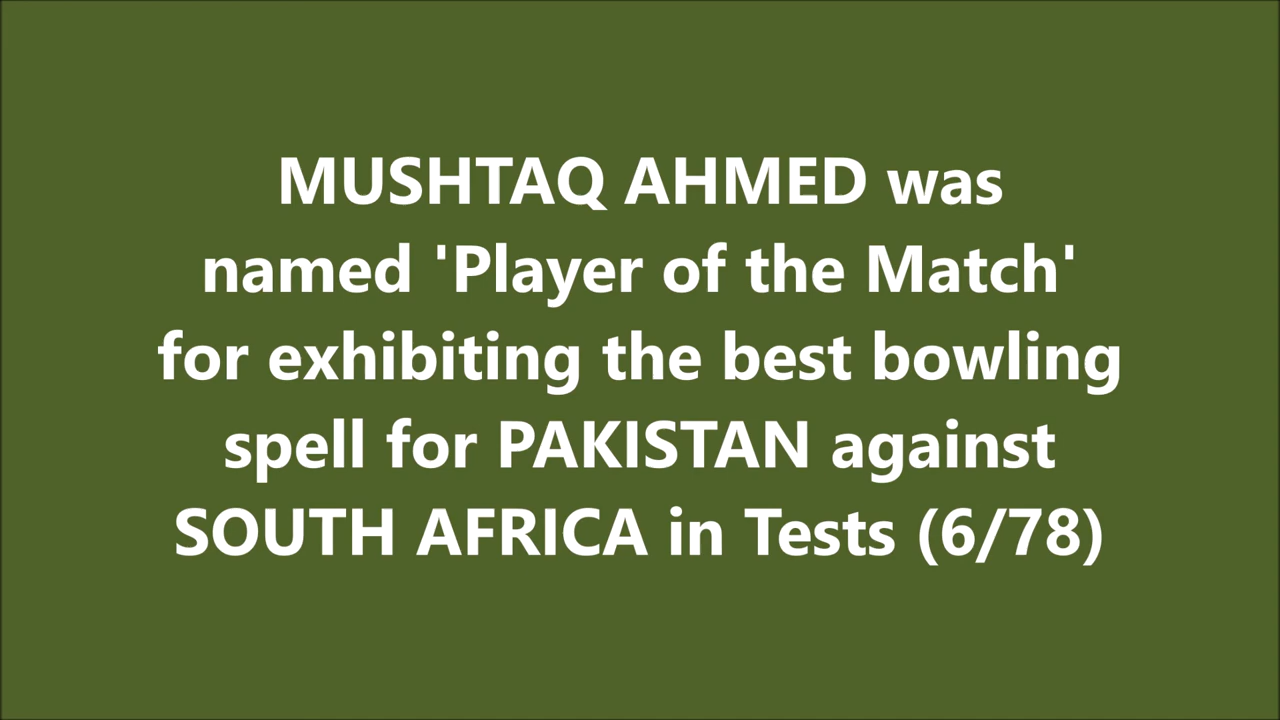 MUSHTAQ AHMED was
named 'Player of the Match'
for exhibiting the best bowling
spell for PAKISTAN against
SOUTH AFRICA in Tests (6/78)